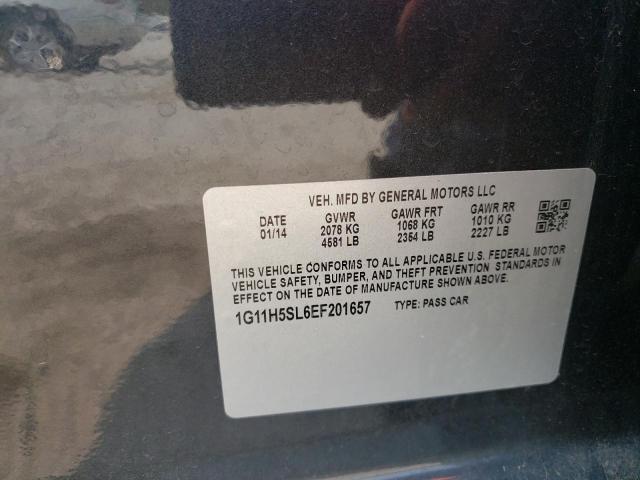 VEH. MFD BY GENERAL MOTORS LLC
DATE GVWR GAWR FRT GAWR RR
01/14 2078 KG 1068 KG 1010 KG
4581 LB 2354 LB 2227 LB
THIS VEHICLE CONFORMS TO ALL APPLICABLE U.S. FEDERAL MOTOR
VEHICLE SAFETY, BUMPER, AND THEFT PREVENTION STANDARDS IN
EFFECT ON THE DATE OF MANUFACTURE SHOWN ABOVE.
1G11H5SL6EF201657 TYPE: PASS CAR